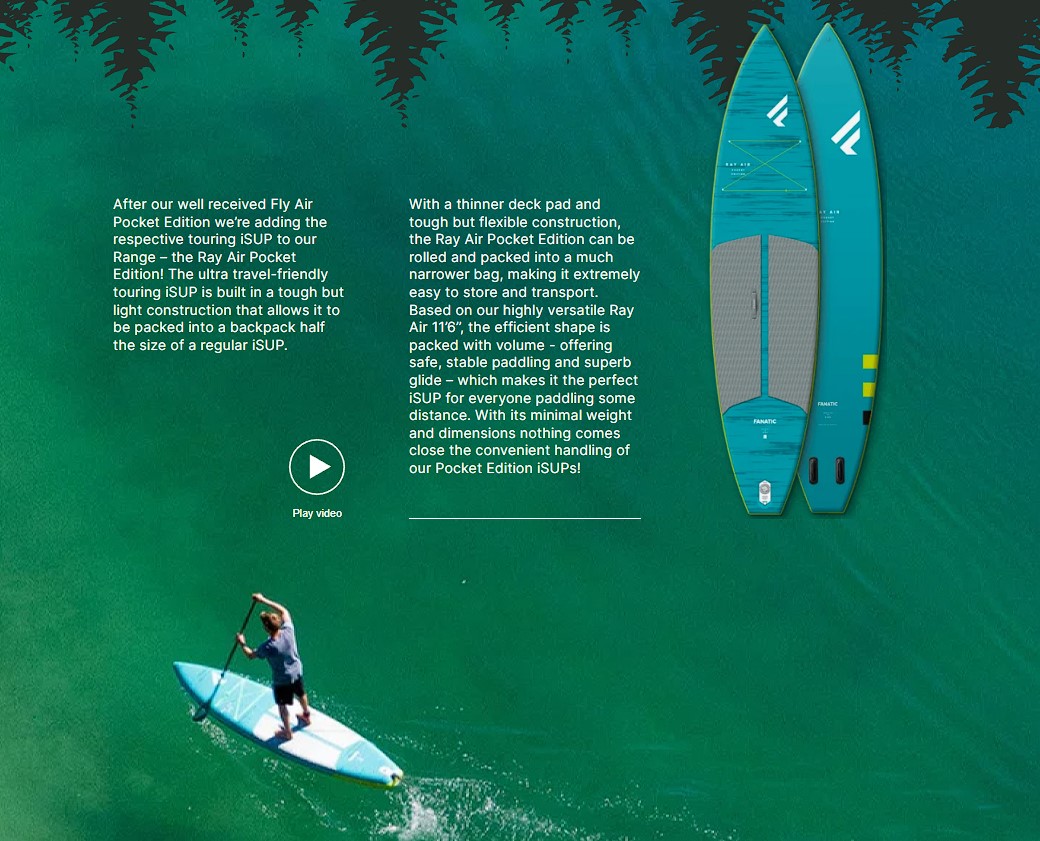 After our well received Fly Air
Pocket Edition we’re adding the
respective touring iSUP to our
Range – the Ray Air Pocket
Edition! The ultra travel-friendly
touring iSUP is built in a tough but
light construction that allows it to
be packed into a backpack half
the size of a regular iSUP.
Play video
With a thinner deck pad and
tough but flexible construction,
the Ray Air Pocket Edition can be
rolled and packed into a much
narrower bag, making it extremely
easy to store and transport.
Based on our highly versatile Ray
Air 11’6”, the efficient shape is
packed with volume - offering
safe, stable paddling and superb
glide – which makes it the perfect
iSUP for everyone paddling some
distance. With its minimal weight
and dimensions nothing comes
close the convenient handling of
our Pocket Edition iSUPs!
RAY AIR
POCKET
EDITION
FANATIC
FANATIC